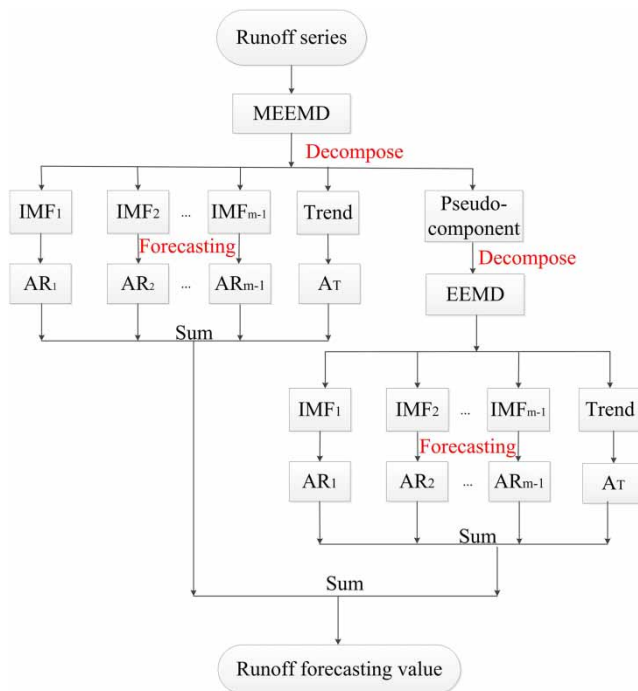 Runoff series
MEEMD
Decompose
IMF1 IMF2 ... IMFm-1 Trend Pseudo-
component
Forecasting
Decompose
AR1 AR2 ... ARm-1 AT
EEMD
Sum
IMF1 IMF2 ... IMFm-1 Trend
Forecasting
AR1 AR2 ... ARm-1 AT
Sum
Sum
Runoff forecasting value